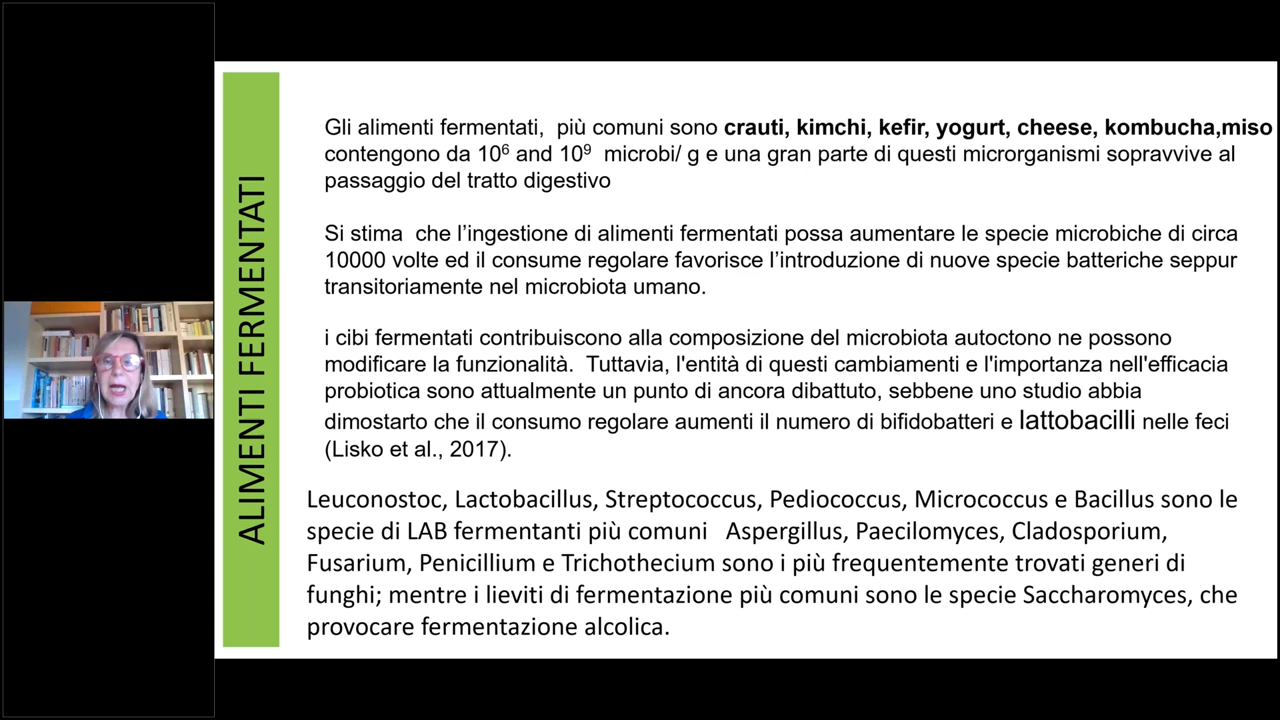 ALIMENTI FERMENTATI
Gli alimenti fermentati, più comuni sono crauti, kimchi, kefir, yogurt, cheese, kombucha,miso
contengono da 10⁶ and 10⁹ microbi/ g e una gran parte di questi microrganismi sopravvive al
passaggio del tratto digestivo
Si stima che l’ingestione di alimenti fermentati possa aumentare le specie microbiche di circa
10000 volte ed il consume regolare favorisce l’introduzione di nuove specie batteriche seppur
transitoriamente nel microbiota umano.
i cibi fermentati contribuiscono alla composizione del microbiota autoctono ne possono
modificare la funzionalità. Tuttavia, l'entità di questi cambiamenti e l'importanza nell'efficacia
probiotica sono attualmente un punto di ancora dibattuto, sebbene uno studio abbia
dimostarto che il consumo regolare aumenti il numero di bifidobatteri e lattobacilli nelle feci
(Lisko et al., 2017).
Leuconostoc, Lactobacillus, Streptococcus, Pediococcus, Micrococcus e Bacillus sono le
specie di LAB fermentanti più comuni Aspergillus, Paecilomyces, Cladosporium,
Fusarium, Penicillium e Trichothecium sono i più frequentemente trovati generi di
funghi; mentre i lieviti di fermentazione più comuni sono le specie Saccharomyces, che
provocare fermentazione alcolica.